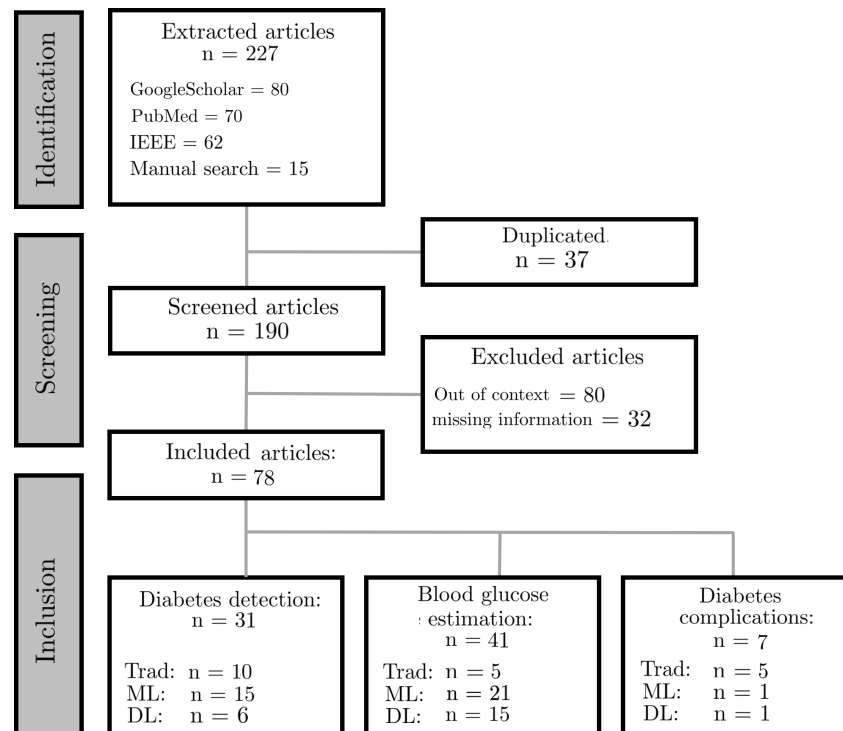 Identification
Extracted articles
n = 227
GoogleScholar = 80
PubMed = 70
IEEE = 62
Manual search = 15
Duplicated
n = 37
Screening
Screened articles
n = 190
Excluded articles
Out of context = 80
missing information = 32
Included articles:
n = 78
Inclusion
Diabetes detection:
n = 31
Trad: n = 10
ML: n = 15
DL: n = 6
Blood glucose
estimation:
n = 41
Trad: n = 5
ML: n = 21
DL: n = 15
Diabetes
complications:
n = 7
Trad: n = 5
ML: n = 1
DL: n = 1